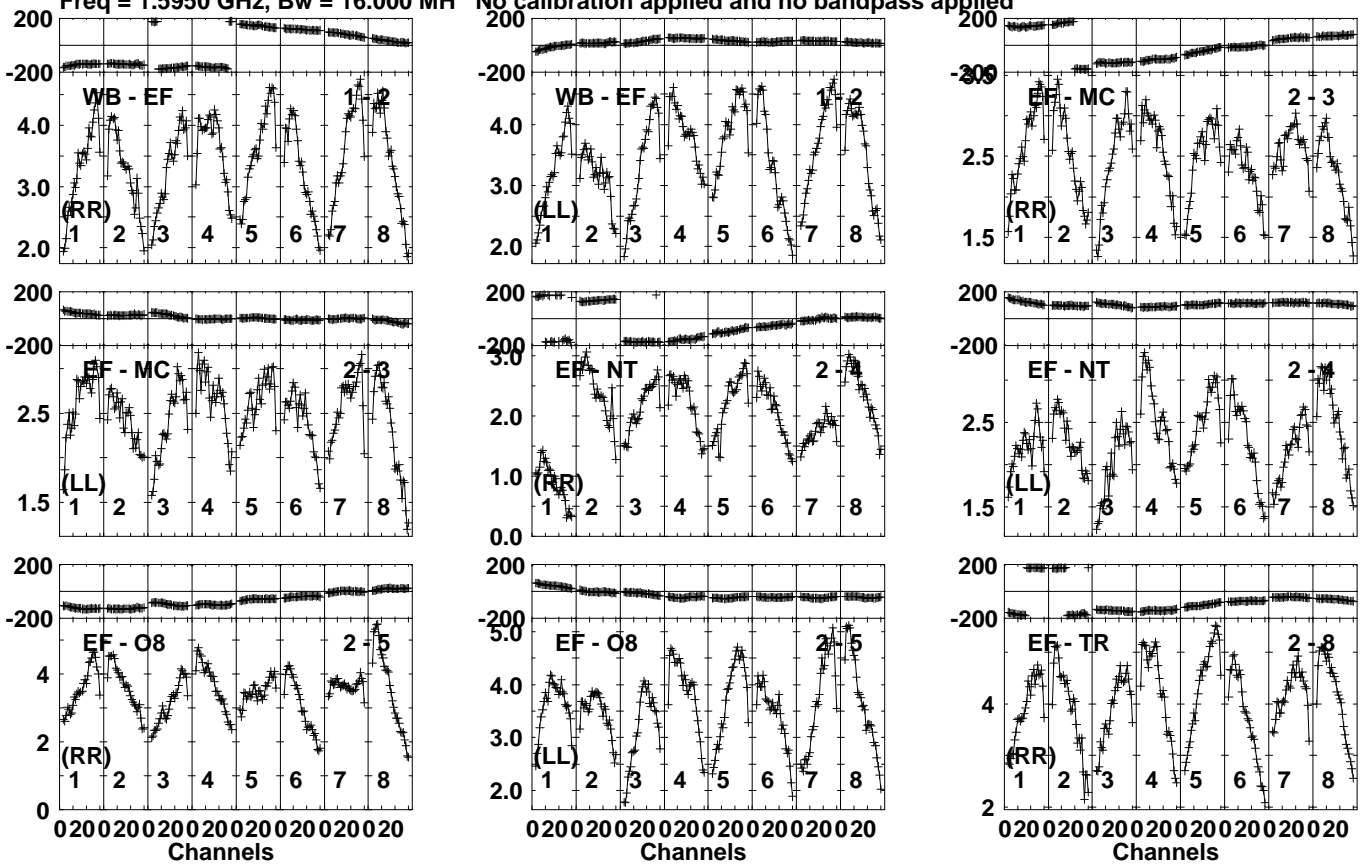 Freq = 1.5950 GHz, Bw = 16.000 MH No calibration applied and no bandpass applied
200
-200
WB - EF 1 - 2
4.0
3.0
2.0
(RR)
1 2 3 4 5 6 7 8
200
-200
WB - EF 1 - 2
4.0
3.0
2.0
(LL)
1 2 3 4 5 6 7 8
200
-200
3.5
EF - MC 2 - 3
2.5
1.5
(RR)
1 2 3 4 5 6 7 8
200
-200
EF - MC 2 - 3
2.5
1.5
(LL)
1 2 3 4 5 6 7 8
200
-200
3.0
EF - NT 2 - 4
2.0
1.0
0.0
(RR)
1 2 3 4 5 6 7 8
200
-200
EF - NT 2 - 4
2.5
1.5
(LL)
1 2 3 4 5 6 7 8
200
-200
EF - O8 2 - 5
4
2
0
(RR)
1 2 3 4 5 6 7 8
0 20 0 20 0 20 0 20 0 20 0 20 0 20 0 20
Channels
200
-200
5.0
EF - O8 2 - 5
4.0
3.0
2.0
(LL)
1 2 3 4 5 6 7 8
0 20 0 20 0 20 0 20 0 20 0 20 0 20 0 20
Channels
200
-200
EF - TR 2 - 8
4
2
(RR)
1 2 3 4 5 6 7 8
0 20 0 20 0 20 0 20 0 20 0 20 0 20 0 20
Channels